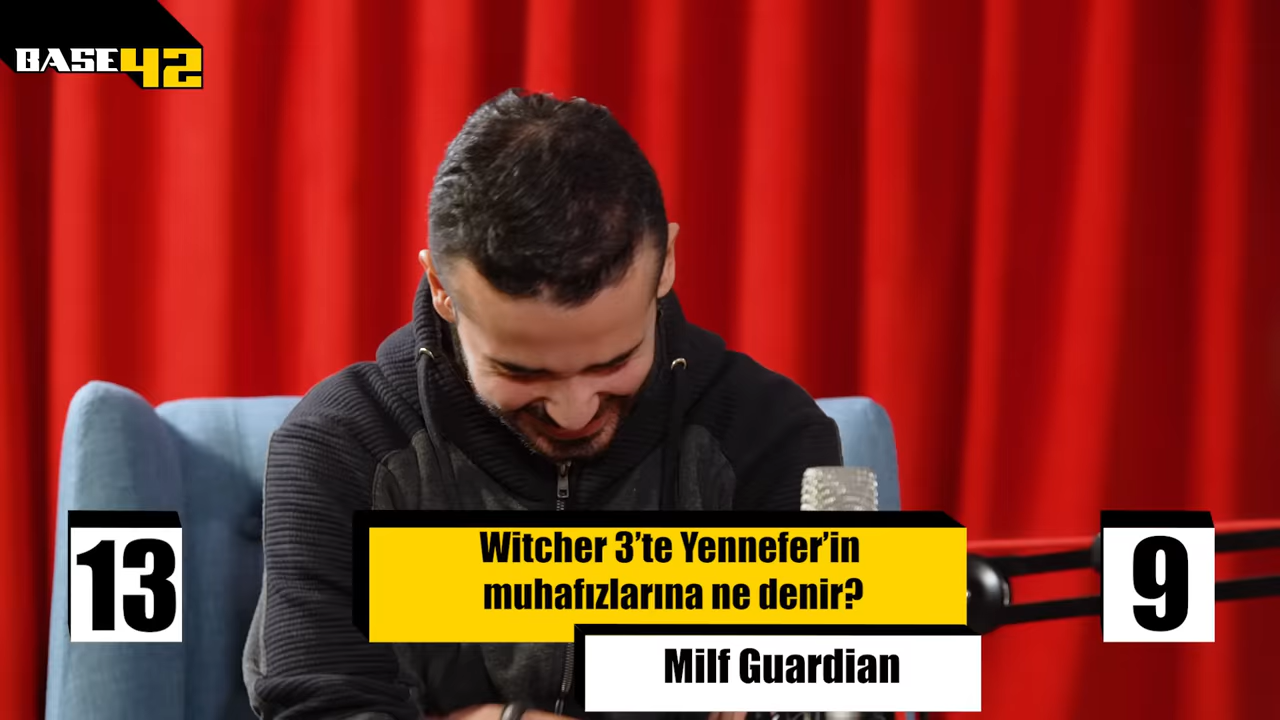 BASE42
Witcher 3’te Yennefer’in
muhafızlarına ne denir?
13
9
Milf Guardian